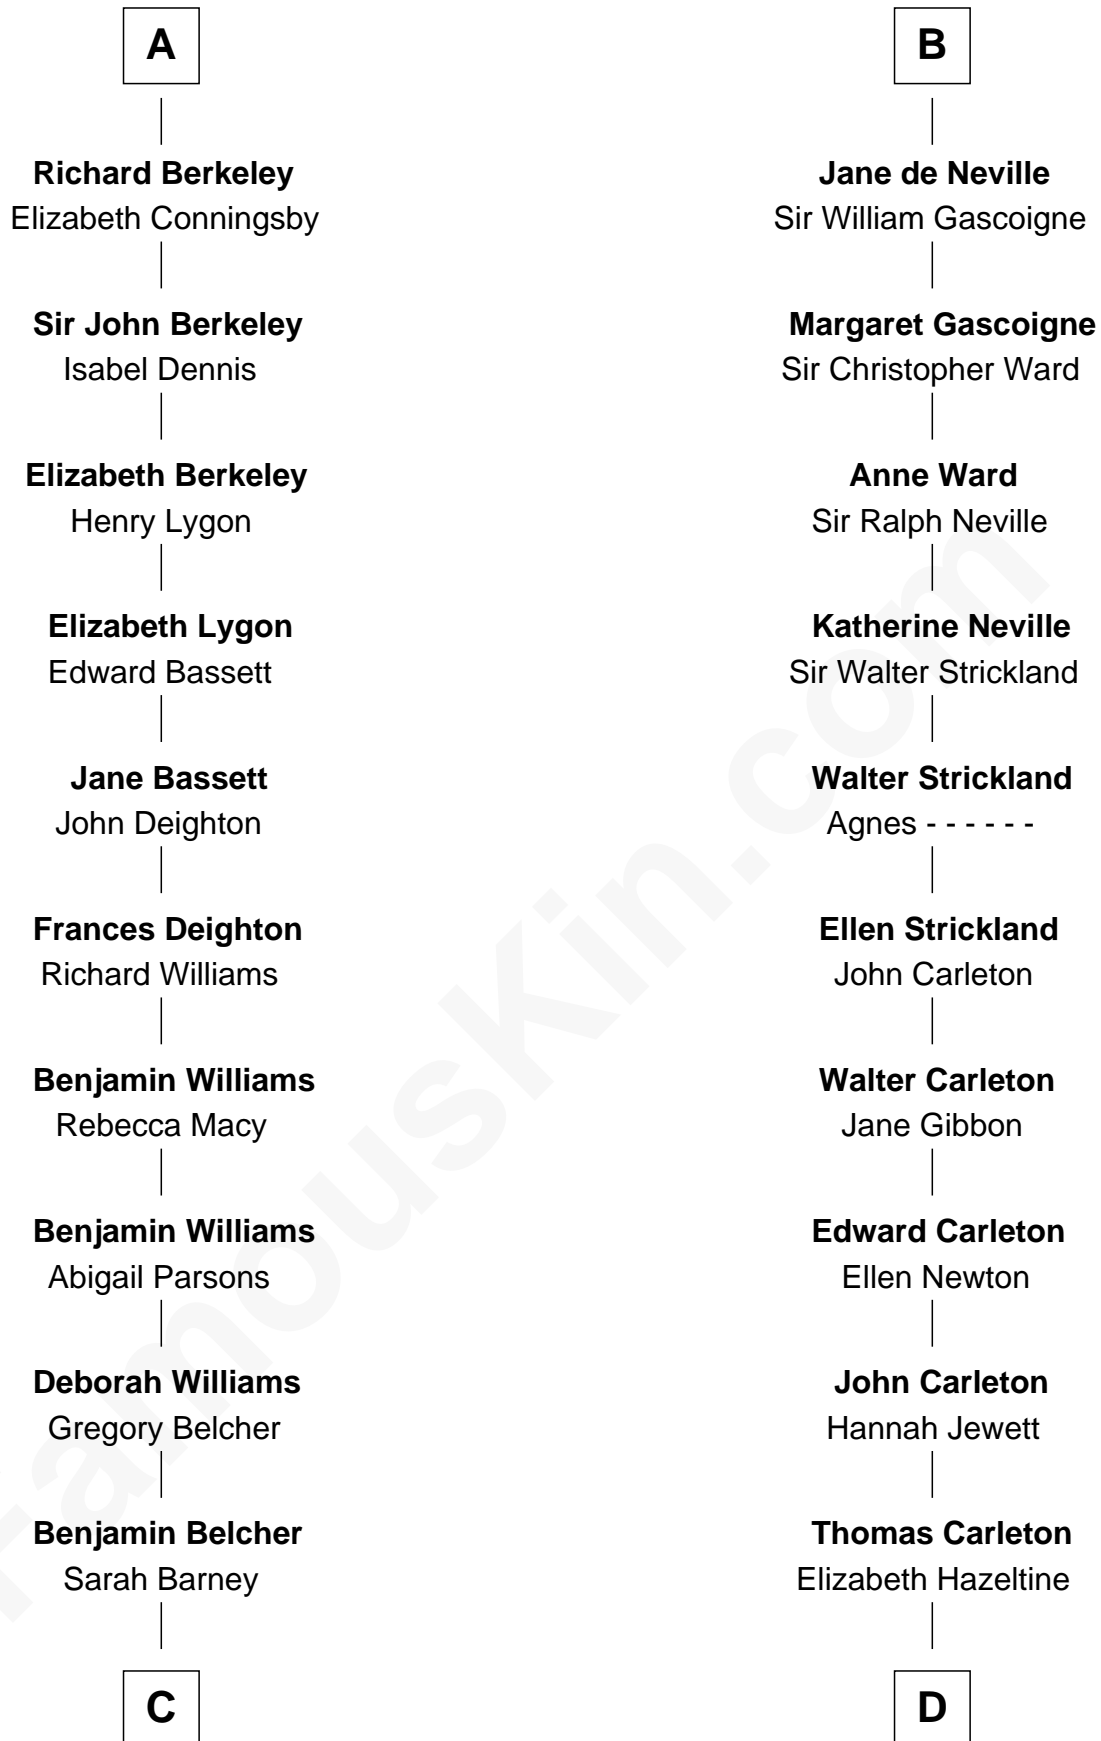 A
Richard Berkeley
Elizabeth Conningsby
Sir John Berkeley
Isabel Dennis
Elizabeth Berkeley
Henry Lygon
Elizabeth Lygon
Edward Bassett
Jane Bassett
John Deighton
Frances Deighton
Richard Williams
Benjamin Williams
Rebecca Macy
Benjamin Williams
Abigail Parsons
Deborah Williams
Gregory Belcher
Benjamin Belcher
Sarah Barney
C
B
Jane de Neville
Sir William Gascoigne
Margaret Gascoigne
Sir Christopher Ward
Anne Ward
Sir Ralph Neville
Katherine Neville
Sir Walter Strickland
Walter Strickland
Agnes - - - - - -
Ellen Strickland
John Carleton
Walter Carleton
Jane Gibbon
Edward Carleton
Ellen Newton
John Carleton
Hannah Jewett
Thomas Carleton
Elizabeth Hazeltine
D
FamousKin.com